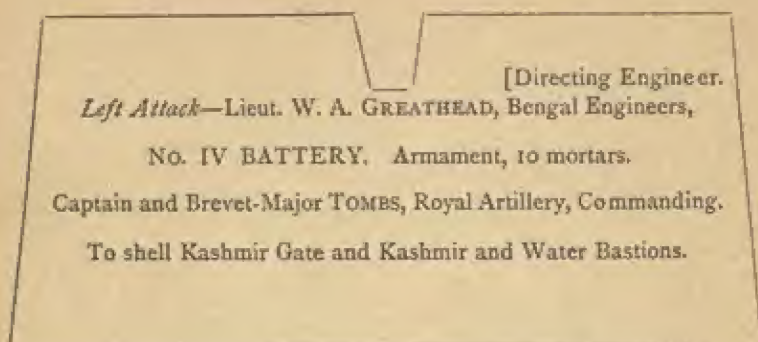 [Directing Engineer.
Left Attack—Lieut. W. A. GREATHEAD, Bengal Engineers,
No. IV BATTERY. Armament, 10 mortars.
Captain and Brevet-Major TOMBS, Royal Artillery, Commanding.
To shell Kashmir Gate and Kashmir and Water Bastions.